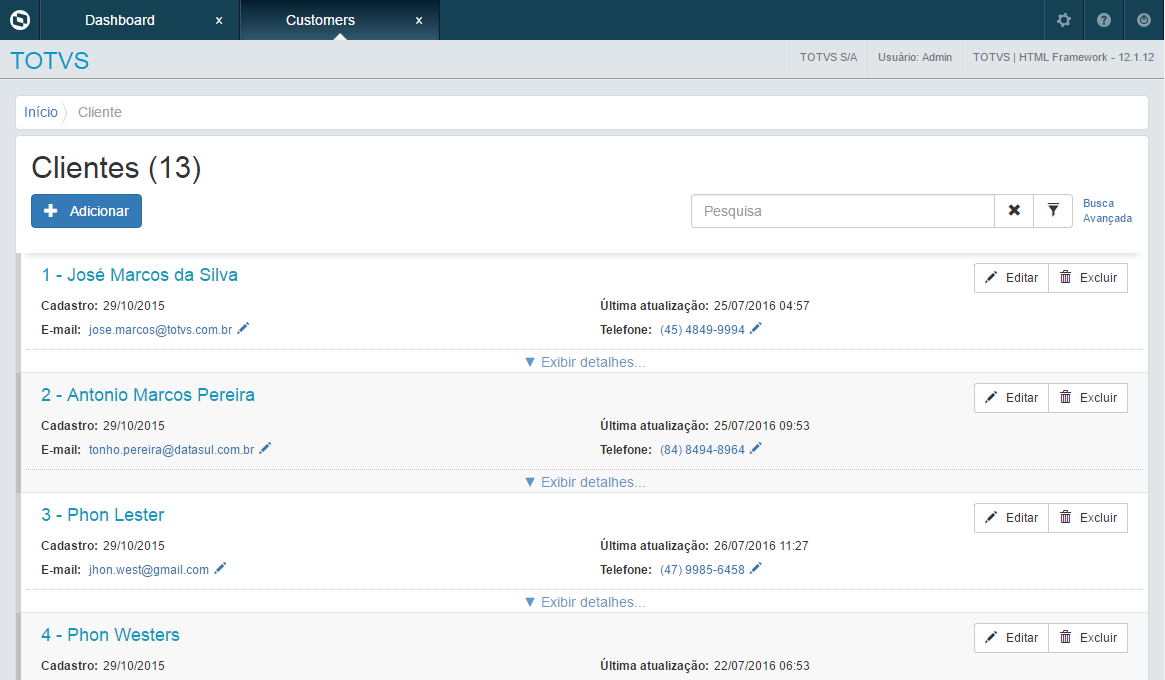 Dashboard x Customers x
TOTVS
TOTVS S/A Usuário: Admin TOTVS | HTML Framework - 12.1.12
Início Cliente
Clientes (13)
Adicionar
Pesquisa
Busca
Avançada
1 - José Marcos da Silva
Editar Excluir
Cadastro: 29/10/2015 Última atualização: 25/07/2016 04:57
E-mail: jose.marcos@totvs.com.br Telefone: (45) 4849-9994
▼ Exibir detalhes...
2 - Antonio Marcos Pereira
Editar Excluir
Cadastro: 29/10/2015 Última atualização: 25/07/2016 09:53
E-mail: tonho.pereira@datasul.com.br Telefone: (84) 8494-8964
▼ Exibir detalhes...
3 - Phon Lester
Editar Excluir
Cadastro: 29/10/2015 Última atualização: 26/07/2016 11:27
E-mail: jhon.west@gmail.com Telefone: (47) 9985-6458
▼ Exibir detalhes...
4 - Phon Westers
Editar Excluir
Cadastro: 29/10/2015 Última atualização: 22/07/2016 06:53